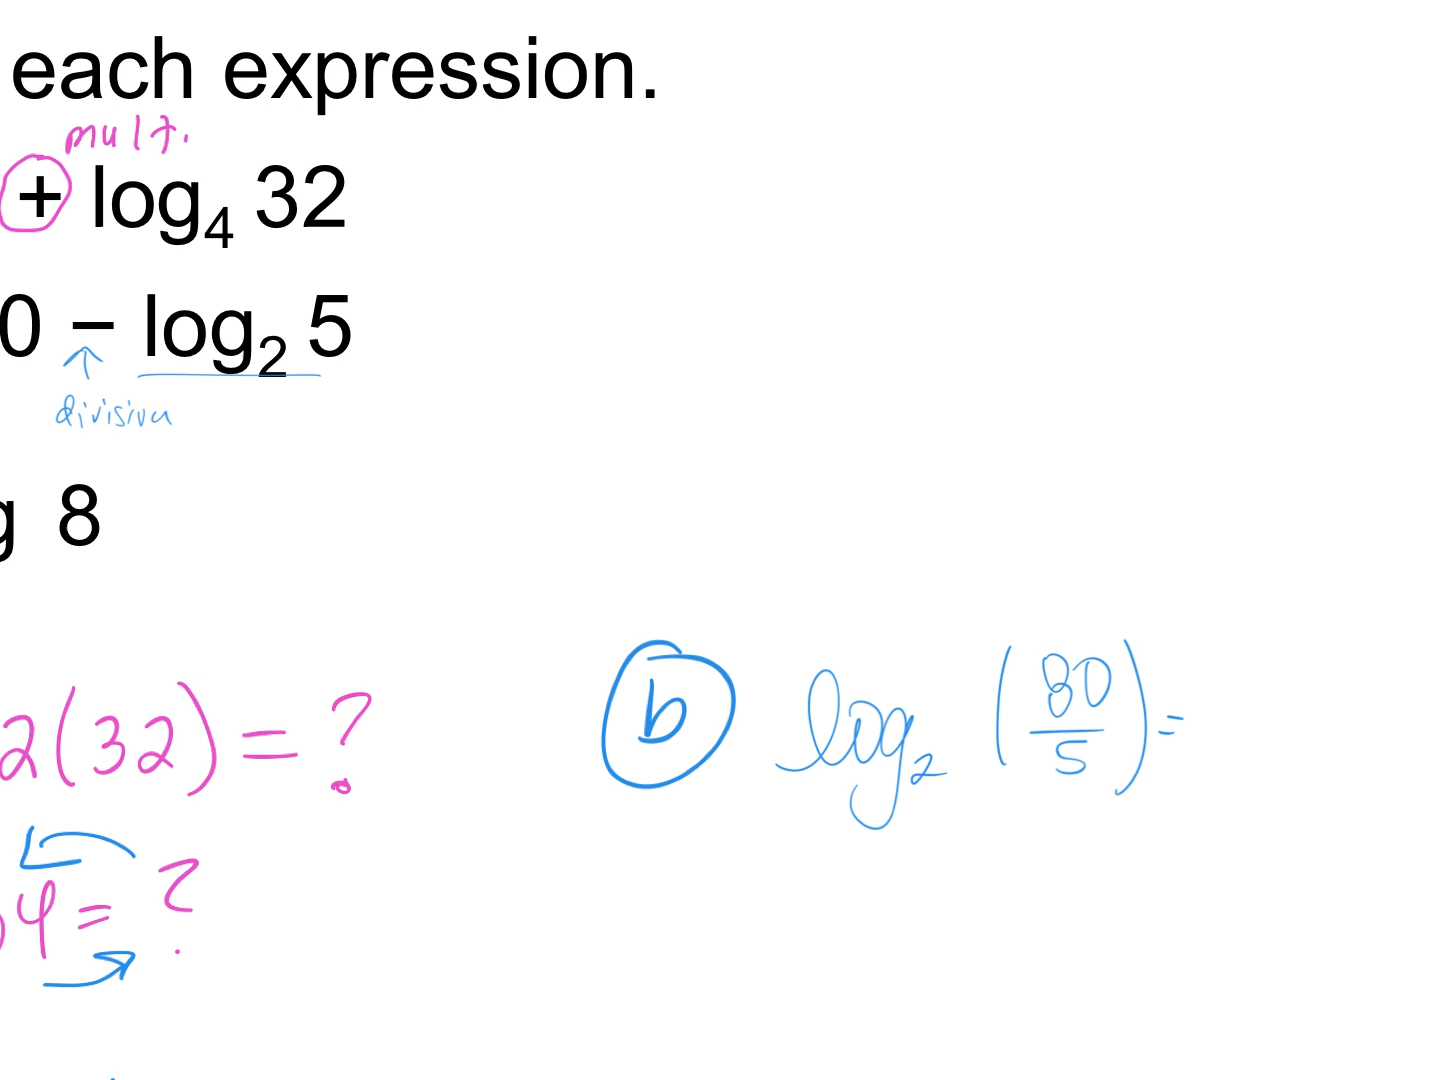 each expression.
mult.
+ log₄ 32
0 − log₂ 5
division
g 8
2(32) = ?
b log₂ (80/5) =
4 = ?